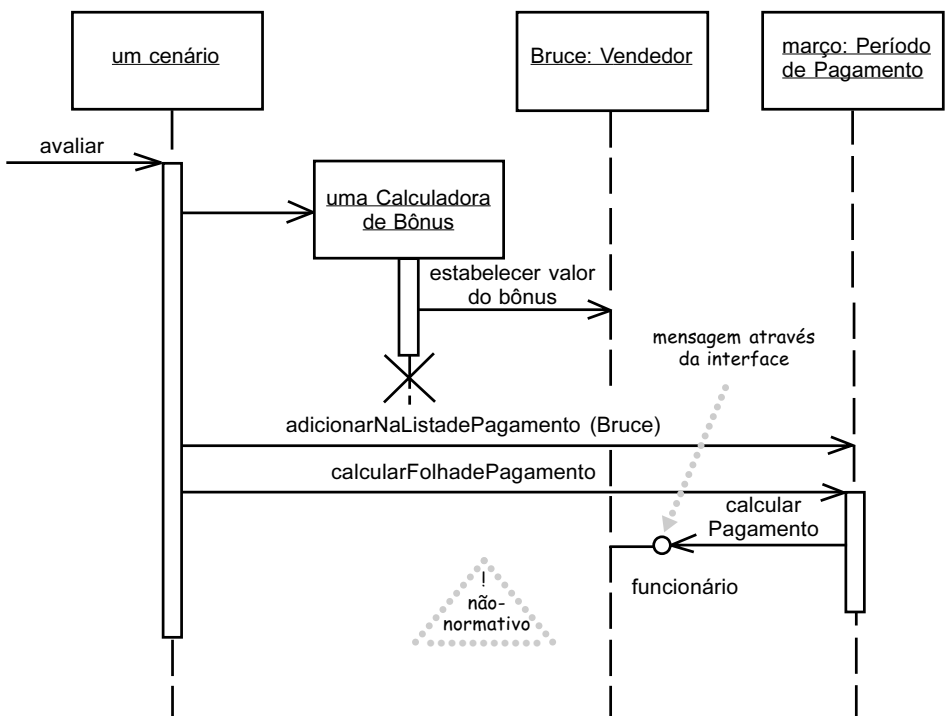 um cenário
Bruce: Vendedor
março: Período
de Pagamento
avaliar
uma Calculadora
de Bônus
estabelecer valor
do bônus
mensagem através
da interface
adicionarNaListadePagamento (Bruce)
calcularFolhadePagamento
calcular
Pagamento
funcionário
!
não-
normativo